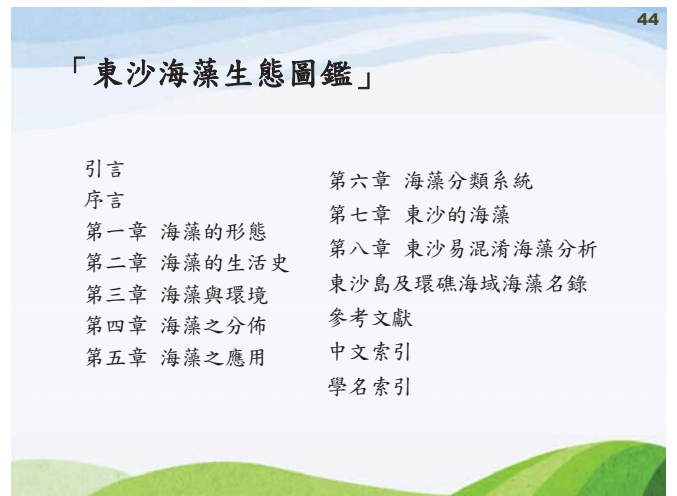 44
「東沙海藻生態圖鑑」
引言
序言
第一章 海藻的形態
第二章 海藻的生活史
第三章 海藻與環境
第四章 海藻之分佈
第五章 海藻之應用
第六章 海藻分類系統
第七章 東沙的海藻
第八章 東沙易混淆海藻分析
東沙島及環礁海域海藻名錄
參考文獻
中文索引
學名索引